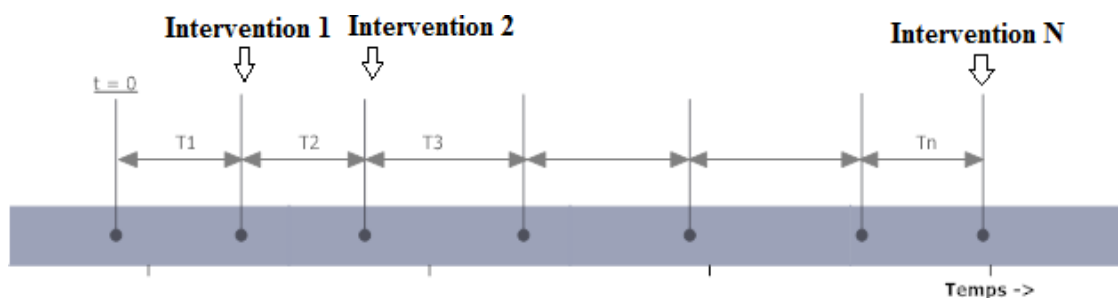 Intervention 1 Intervention 2 Intervention N
t = 0
T1 T2 T3 Tn
Temps ->